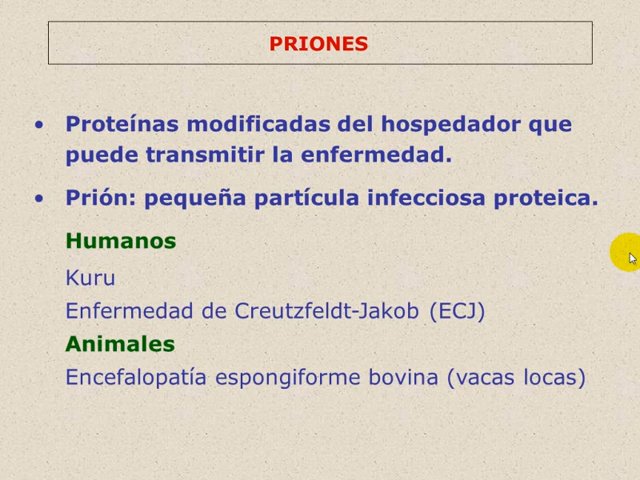 PRIONES
• Proteínas modificadas del hospedador que
puede transmitir la enfermedad.
• Prión: pequeña partícula infecciosa proteica.
Humanos
Kuru
Enfermedad de Creutzfeldt-Jakob (ECJ)
Animales
Encefalopatía espongiforme bovina (vacas locas)